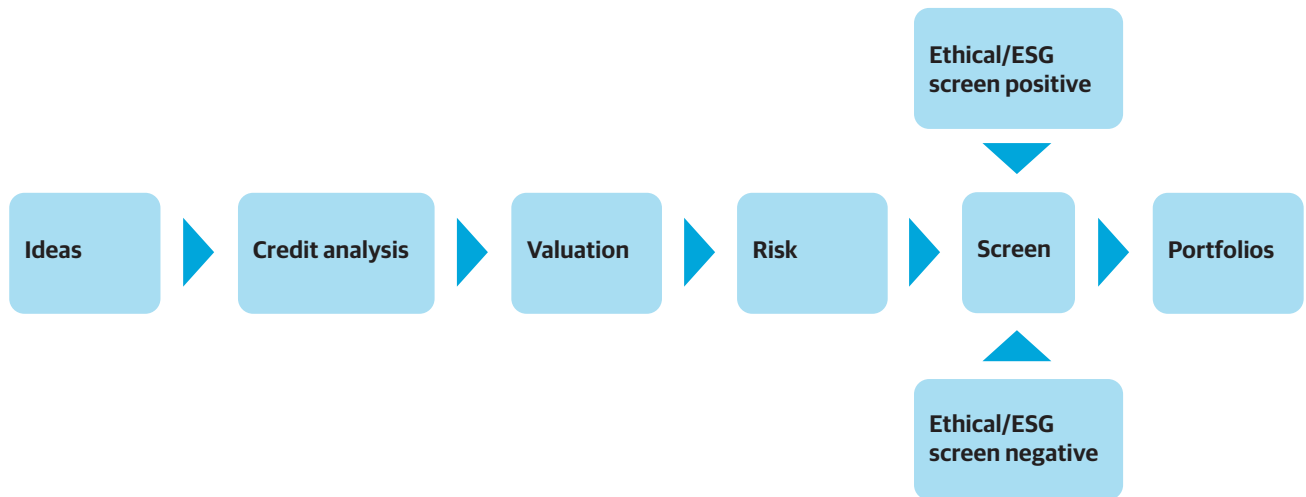 Ethical/ESG
screen positive
Ideas
Credit analysis
Valuation
Risk
Screen
Portfolios
Ethical/ESG
screen negative